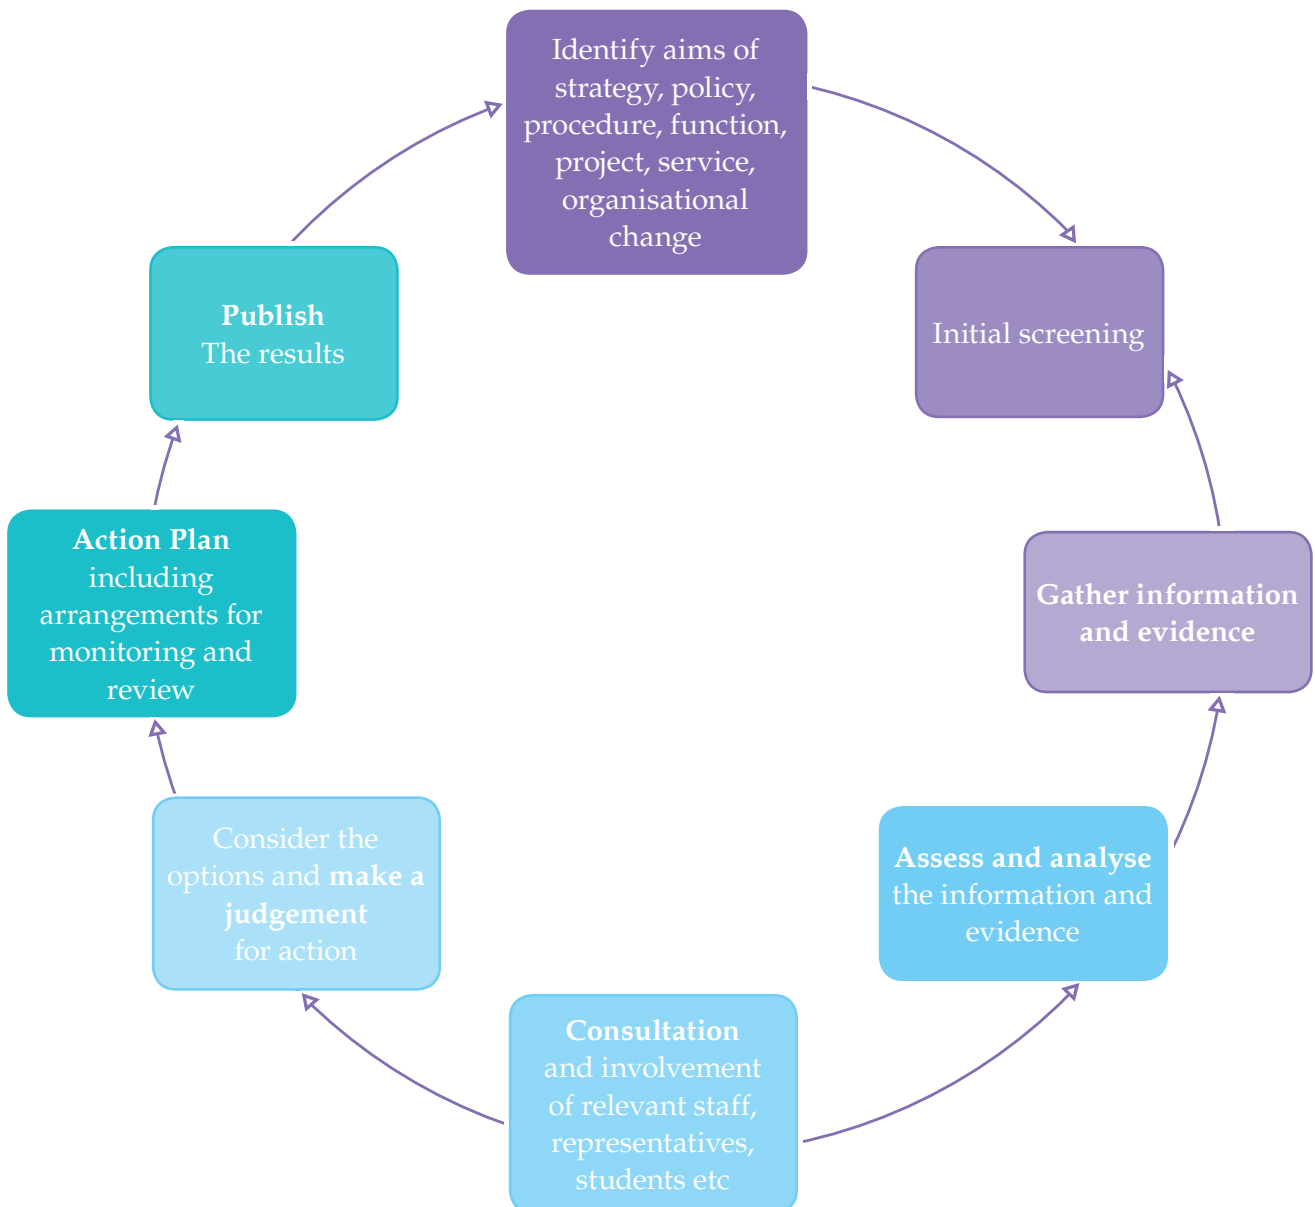 Identify aims of
strategy, policy,
procedure, function,
project, service,
organisational
change
Initial screening
Gather information
and evidence
Assess and analyse
the information and
evidence
Consultation
and involvement
of relevant staff,
representatives,
students etc
Consider the
options and make a
judgement
for action
Action Plan
including
arrangements for
monitoring and
review
Publish
The results